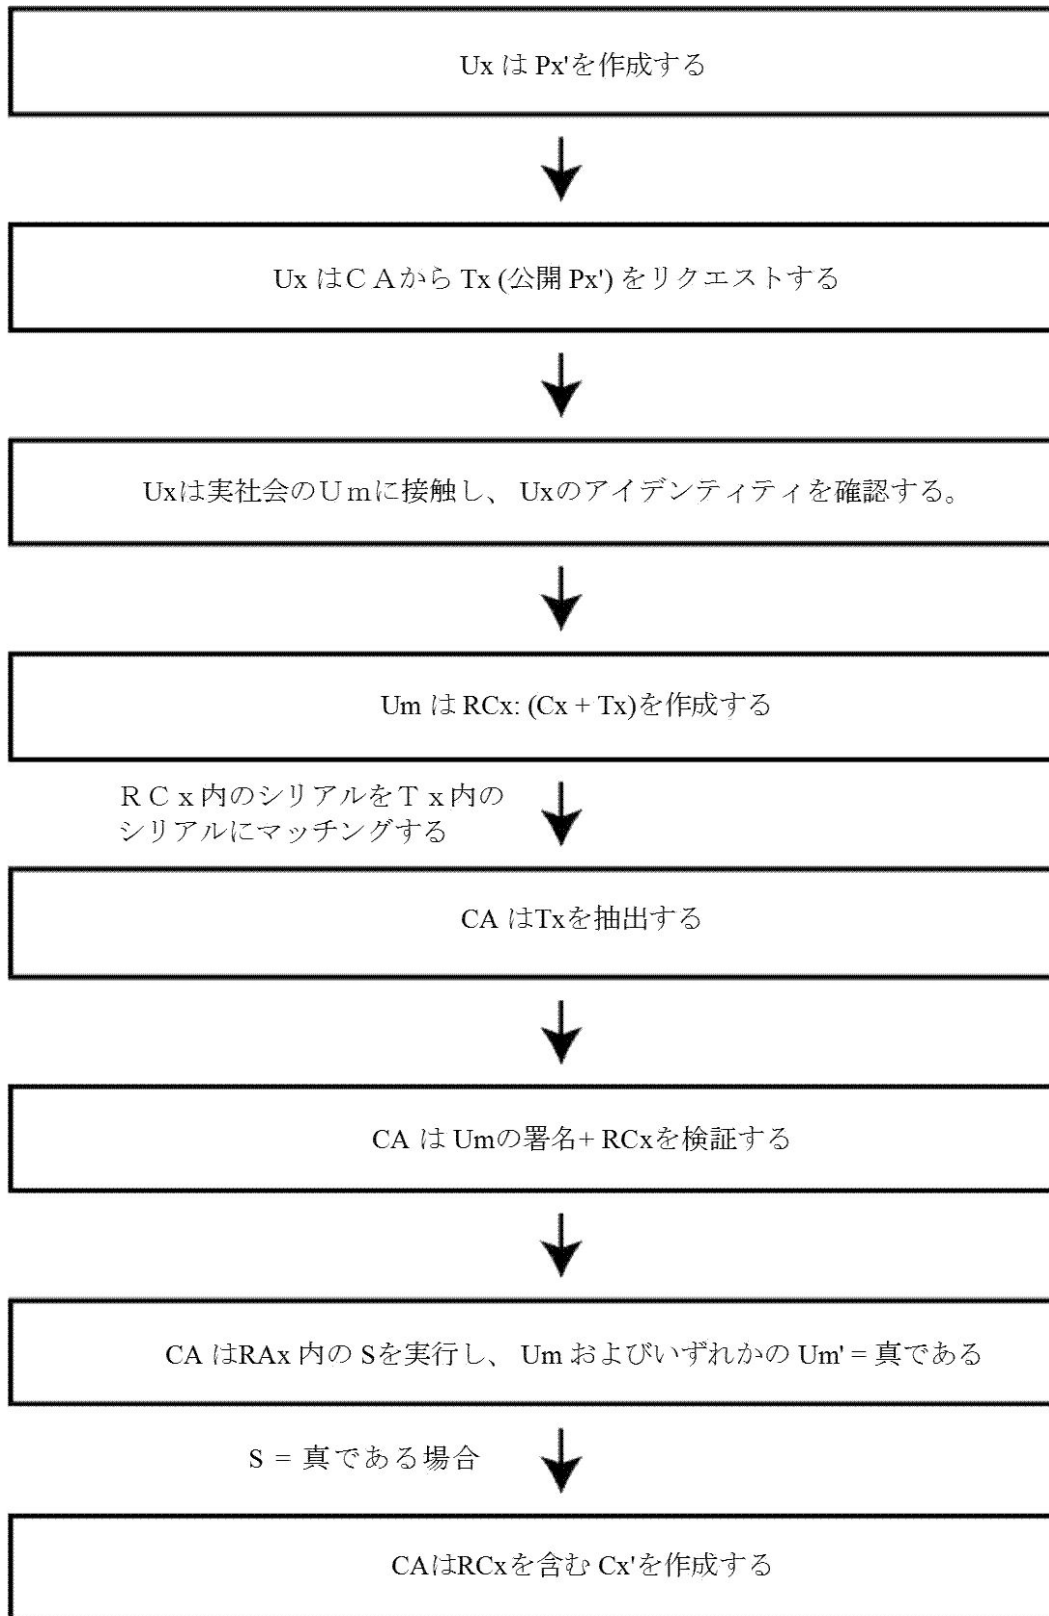 Ux は Px'を作成する
Ux はＣＡから Tx (公開 Px') をリクエストする
Uxは実社会のＵｍに接触し、 Uxのアイデンティティを確認する。
Um は RCx: (Cx + Tx)を作成する
ＲＣｘ内のシリアルをＴｘ内の
シリアルにマッチングする
CA はTxを抽出する
CA は Umの署名+ RCxを検証する
CA はRAx 内の Sを実行し、 Um およびいずれかの Um' = 真である
S = 真である場合
CAはRCxを含む Cx'を作成する